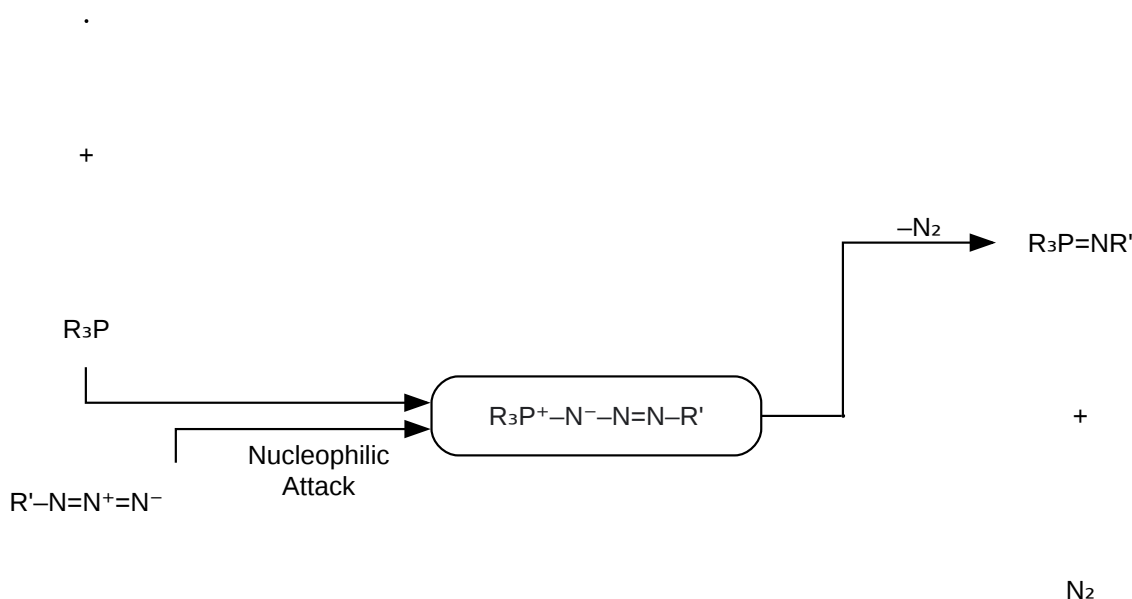 .
+
–N₂
R₃P=NR'
R₃P
R₃P⁺–N⁻–N=N–R'
+
Nucleophilic
Attack
R'–N=N⁺=N⁻
N₂